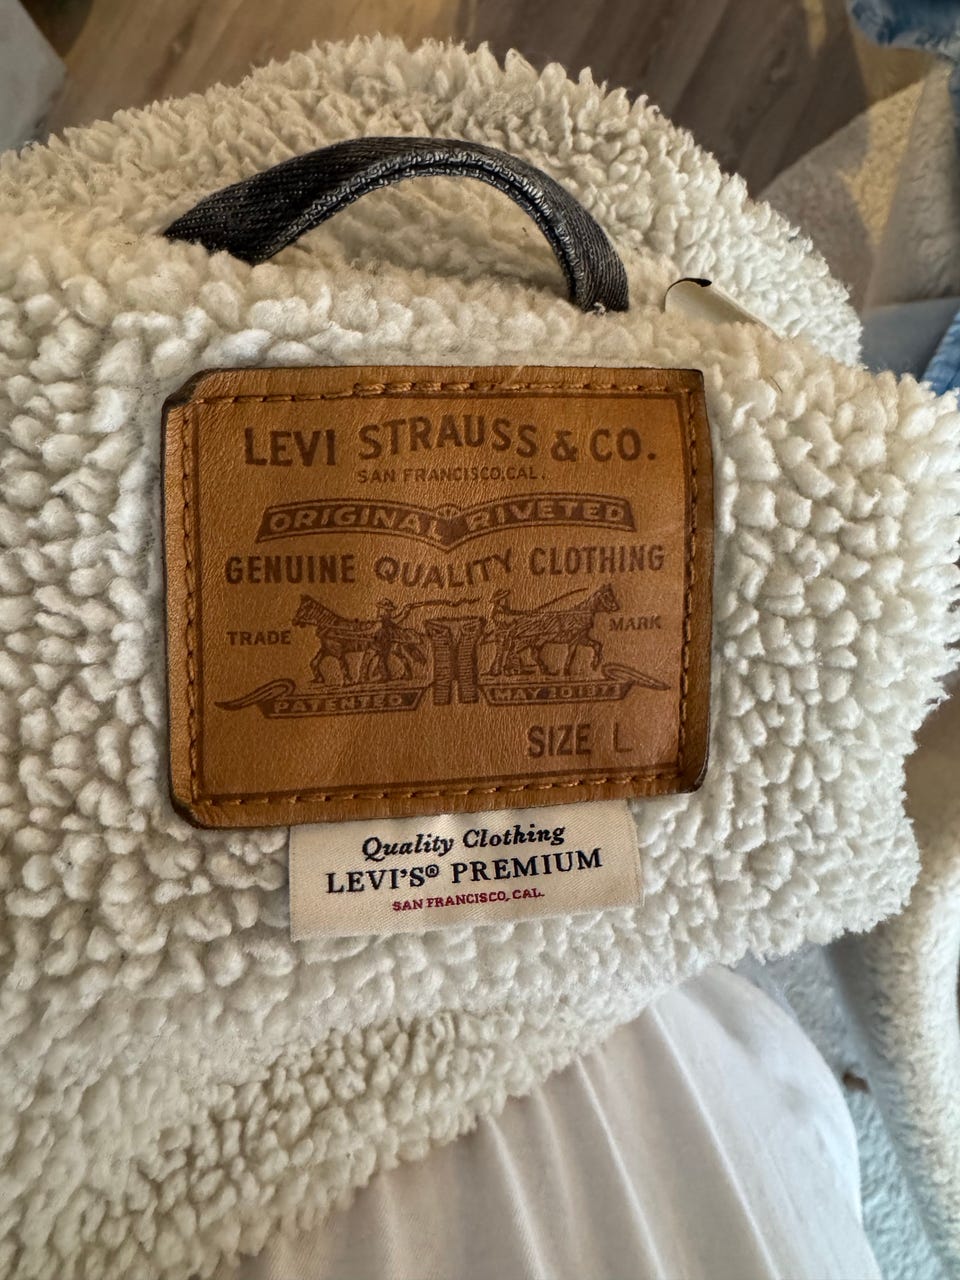 LEVI STRAUSS & CO.
SAN FRANCISCO, CAL.
ORIGINAL RIVETED
GENUINE QUALITY CLOTHING
TRADE MARK
PATENTED MAY 20 1873
SIZE L
Quality Clothing
LEVI'S® PREMIUM
SAN FRANCISCO, CAL.